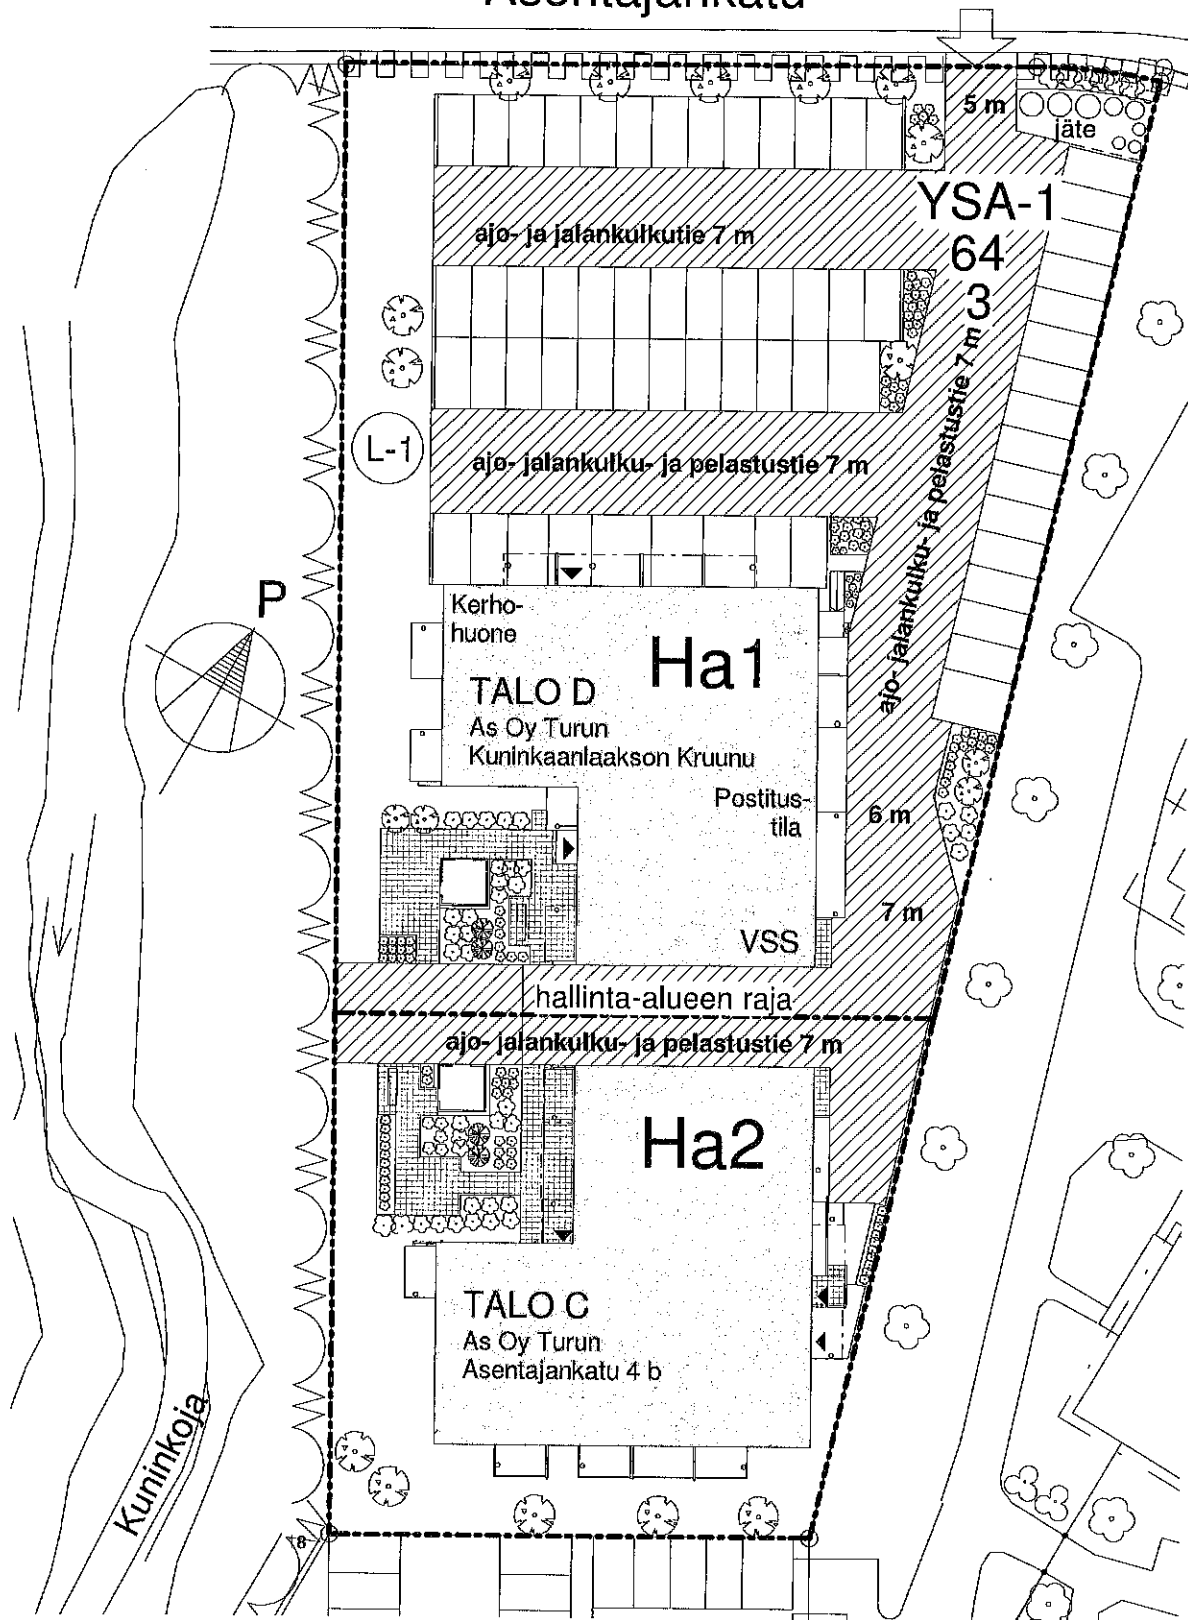 Asentajankatu
5 m
jäte
YSA-1
64
3
ajo- ja jalankulkutie 7 m
ajo- jalankulku- ja pelastustie 7 m
L-1
ajo- jalankulku- ja pelastustie 7 m
P
Kerho-
huone
Ha1
TALO D
As Oy Turun
Kuninkaanlaakson Kruunu
Postitus-
tila
6 m
7 m
VSS
hallinta-alueen raja
ajo- jalankulku- ja pelastustie 7 m
Ha2
TALO C
As Oy Turun
Asentajankatu 4 b
Kuninkoja
8